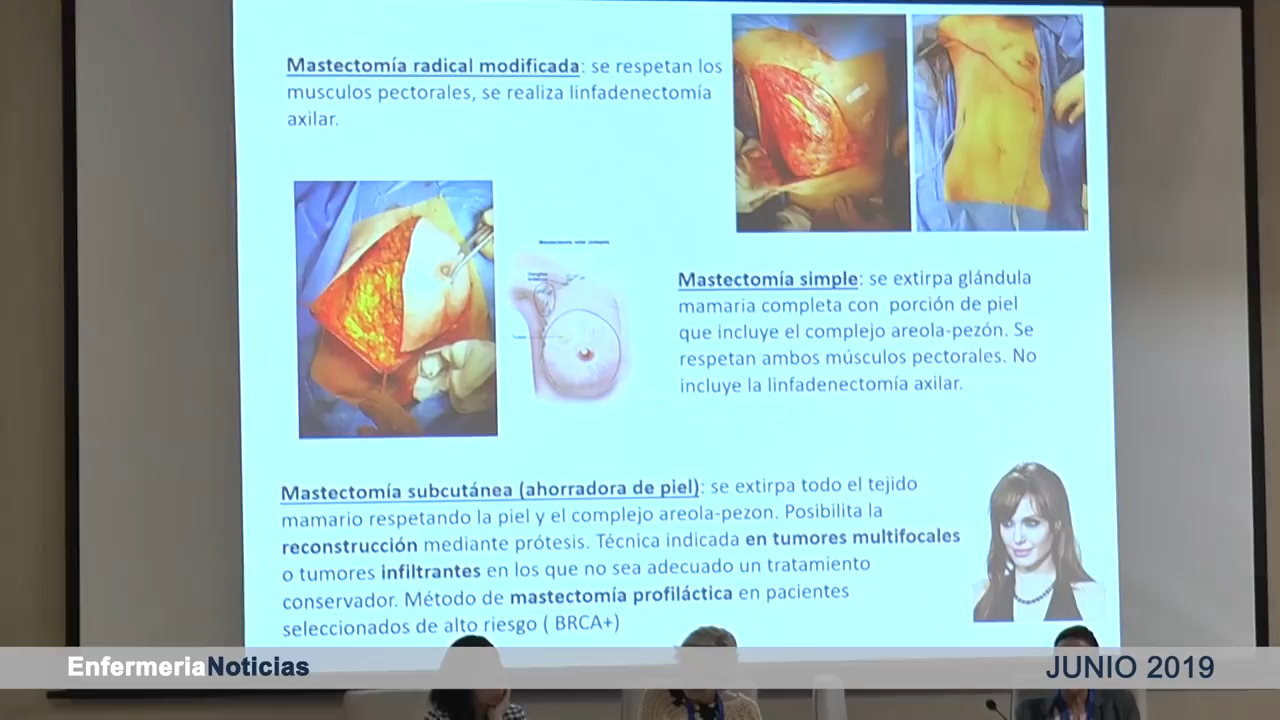 Mastectomía radical modificada: se respetan los
musculos pectorales, se realiza linfadenectomía
axilar.
Mastectomía simple: se extirpa glándula
mamaria completa con porción de piel
que incluye el complejo areola-pezón. Se
respetan ambos músculos pectorales. No
incluye la linfadenectomía axilar.
Mastectomía subcutánea (ahorradora de piel): se extirpa todo el tejido
mamario respetando la piel y el complejo areola-pezon. Posibilita la
reconstrucción mediante prótesis. Técnica indicada en tumores multifocales
o tumores infiltrantes en los que no sea adecuado un tratamiento
conservador. Método de mastectomía profiláctica en pacientes
seleccionados de alto riesgo ( BRCA+)
EnfermeriaNoticias
JUNIO 2019